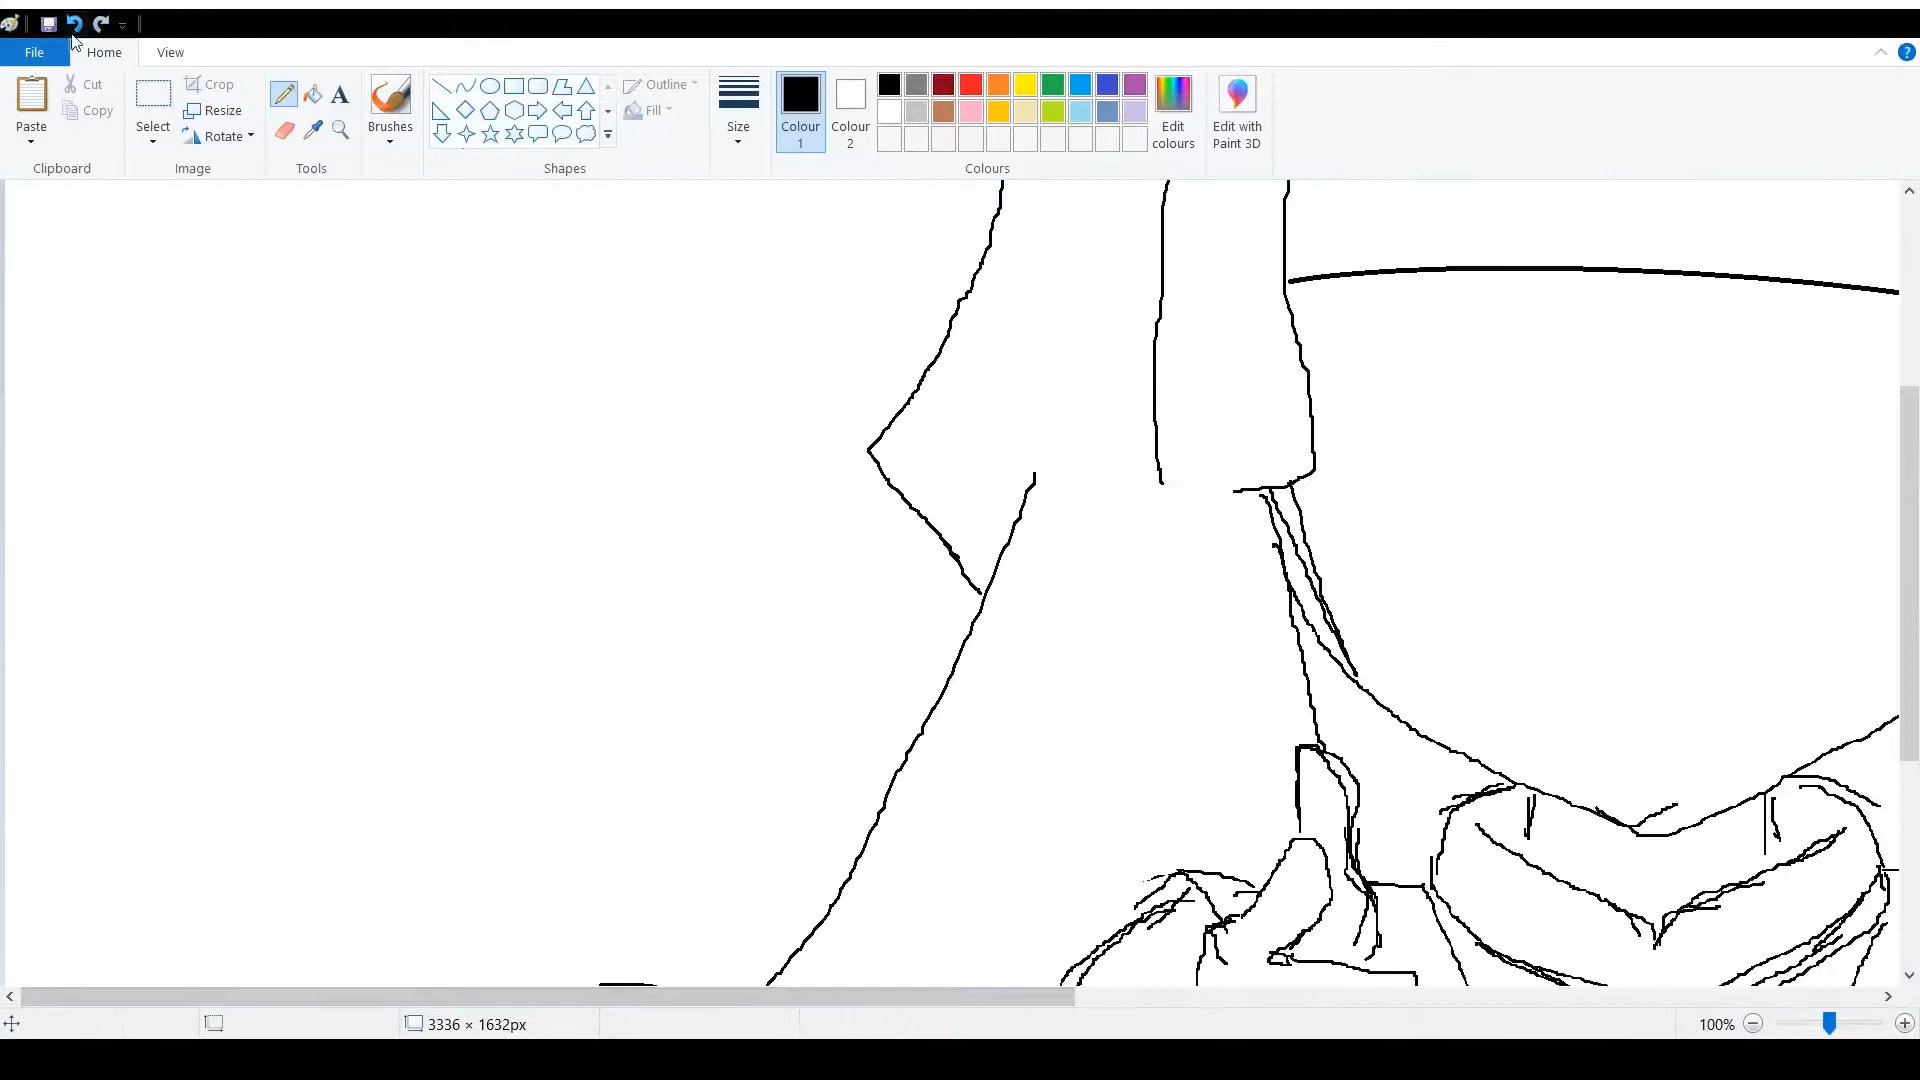 File Home View
Paste
Cut
Copy
Clipboard
Select
Crop
Resize
Rotate
Image
A
Tools
Brushes
Outline
Fill
Shapes
Size
Colour
1
Colour
2
Edit
colours
Colours
Edit with
Paint 3D
?
3336 × 1632px
100%